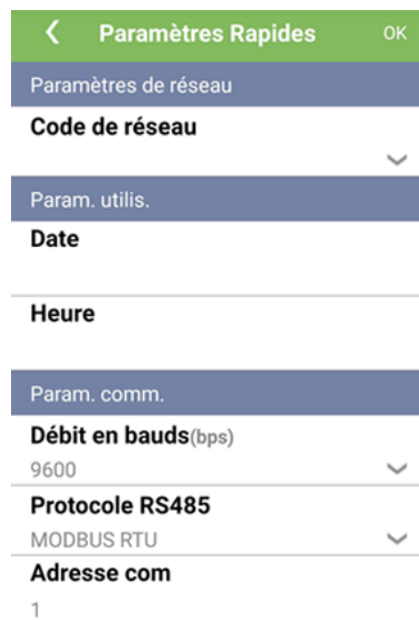 Paramètres Rapides OK
Paramètres de réseau
Code de réseau
Param. utilis.
Date
Heure
Param. comm.
Débit en bauds(bps)
9600
Protocole RS485
MODBUS RTU
Adresse com
1